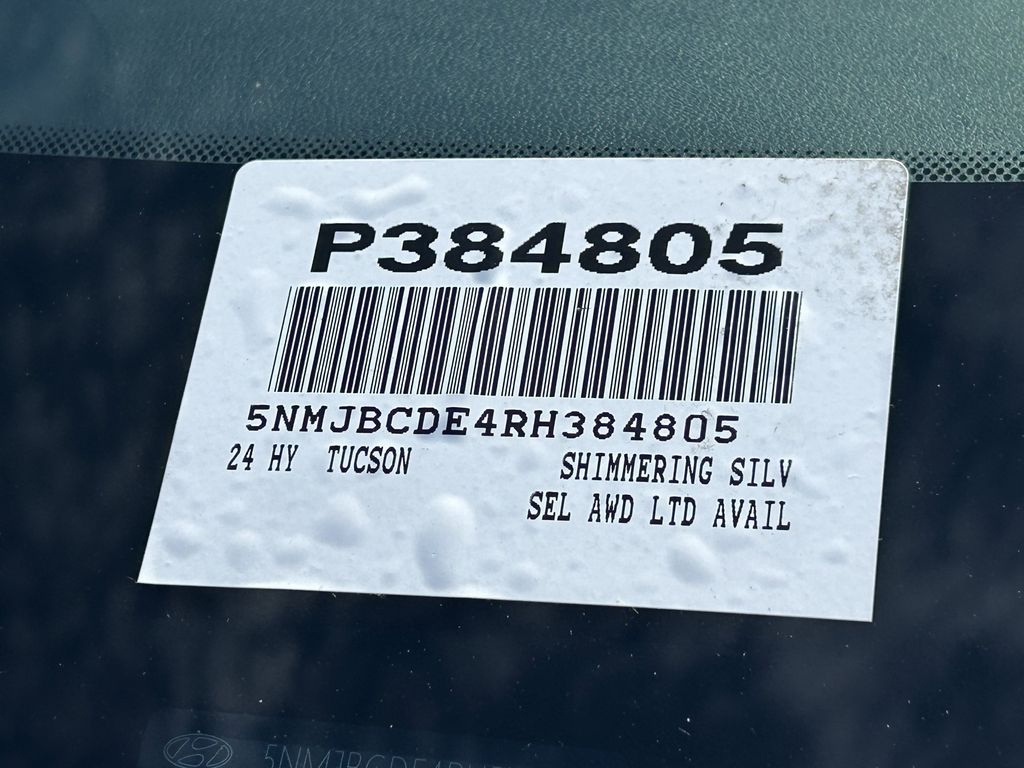 P384805
5NMJBCDE4RH384805
24 HY TUCSON SHIMMERING SILV
SEL AWD LTD AVAIL